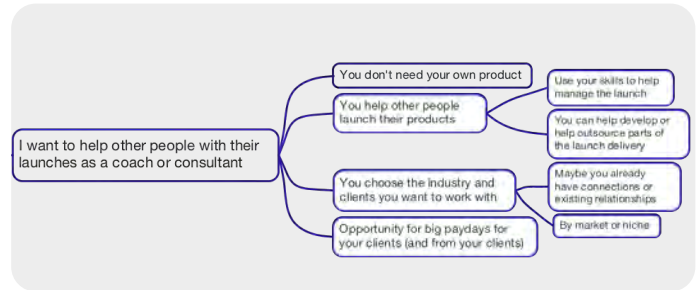 I want to help other people with their
launches as a coach or consultant
You don't need your own product
You help other people
launch their products
Use your skills to help
manage the launch
You can help develop or
help outsource parts of
the launch delivery
You choose the industry and
clients you want to work with
Maybe you already
have connections or
existing relationships
By market or niche
Opportunity for big paydays for
your clients (and from your clients)